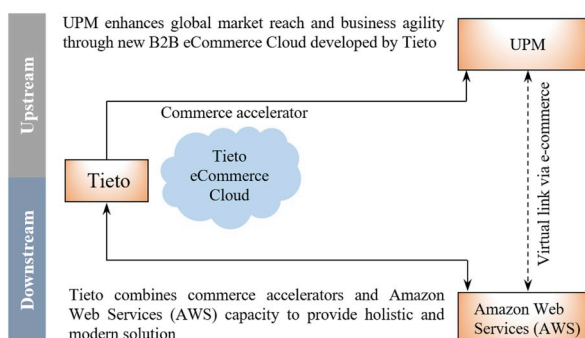 UPM enhances global market reach and business agility
through new B2B eCommerce Cloud developed by Tieto
UPM
Upstream
Commerce accelerator
Tieto
eCommerce
Cloud
Tieto
Virtual link via e-commerce
Downstream
Tieto combines commerce accelerators and Amazon
Web Services (AWS) capacity to provide holistic and
modern solution
Amazon Web
Services (AWS)